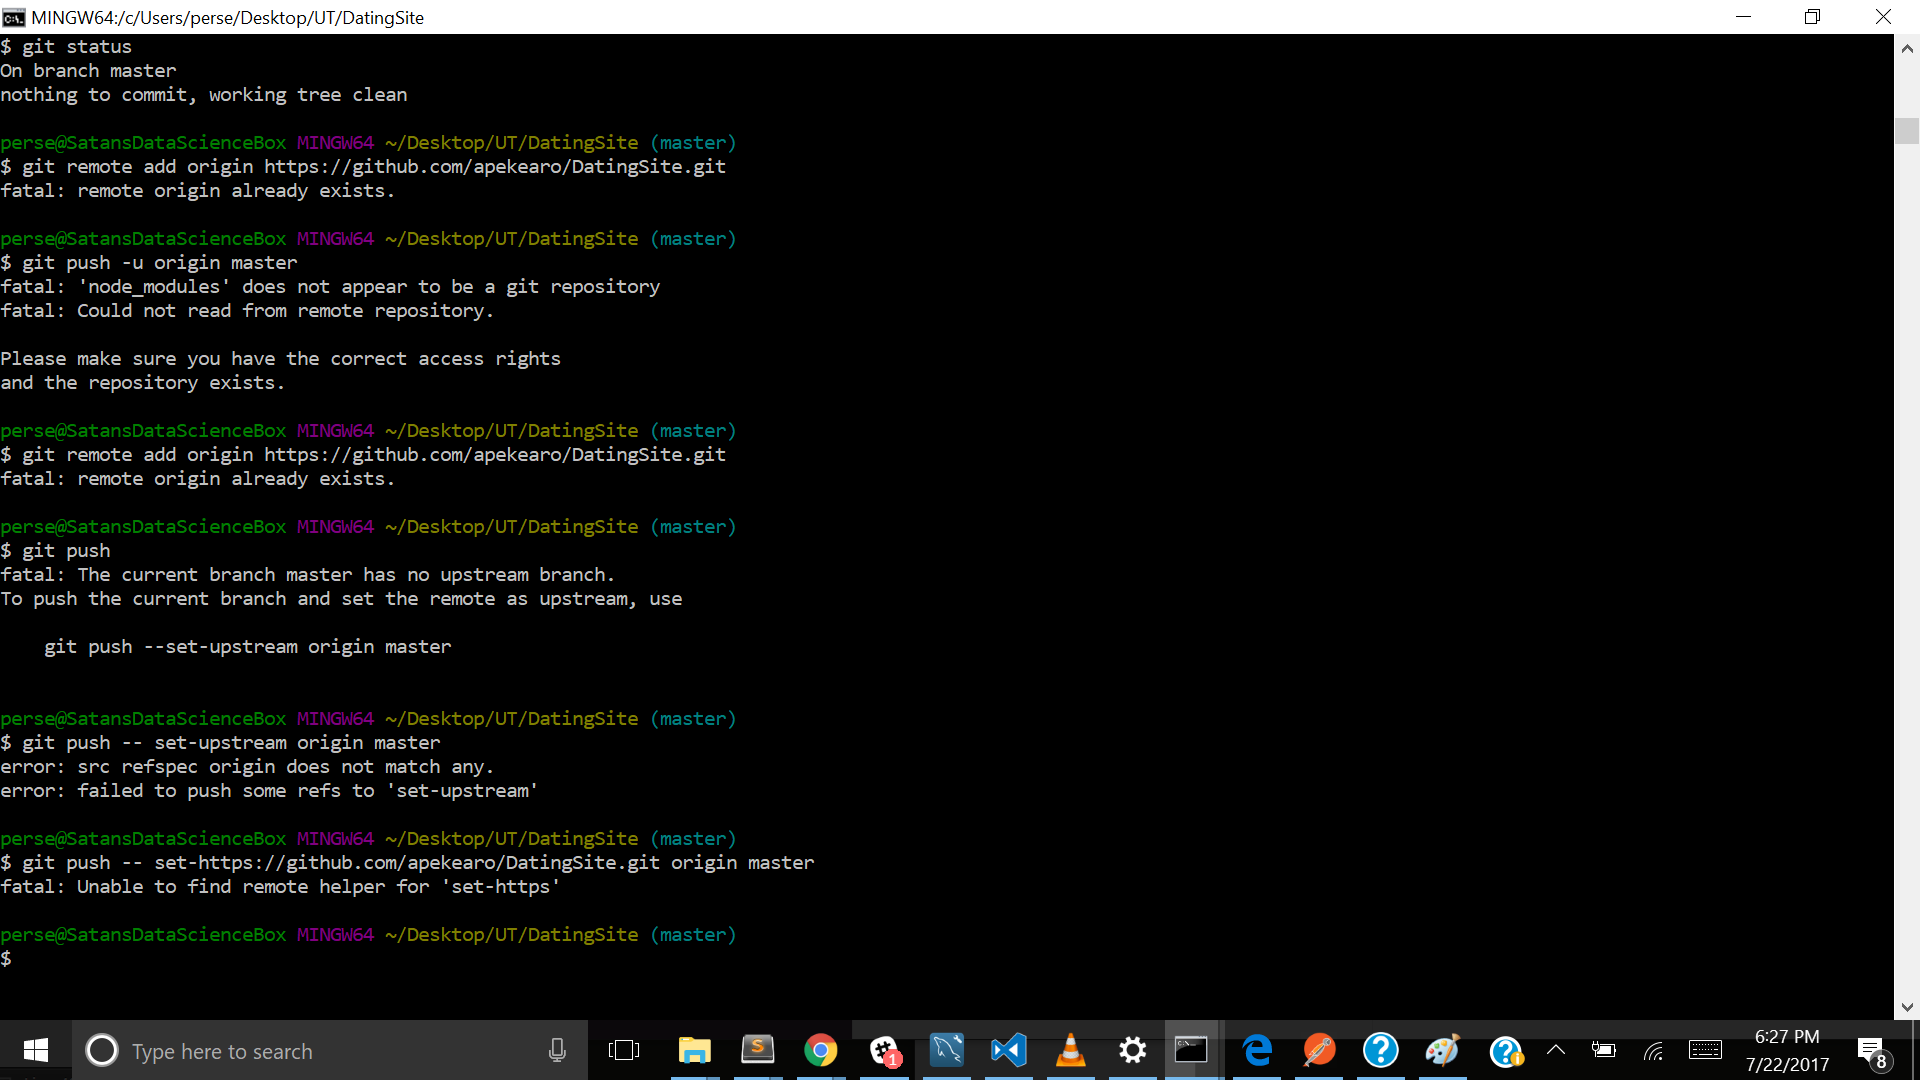 MINGW64:/c/Users/perse/Desktop/UT/DatingSite
$ git status
On branch master
nothing to commit, working tree clean
perse@SatansDataScienceBox MINGW64 ~/Desktop/UT/DatingSite (master)
$ git remote add origin https://github.com/apekearo/DatingSite.git
fatal: remote origin already exists.
perse@SatansDataScienceBox MINGW64 ~/Desktop/UT/DatingSite (master)
$ git push -u origin master
fatal: 'node_modules' does not appear to be a git repository
fatal: Could not read from remote repository.
Please make sure you have the correct access rights
and the repository exists.
perse@SatansDataScienceBox MINGW64 ~/Desktop/UT/DatingSite (master)
$ git remote add origin https://github.com/apekearo/DatingSite.git
fatal: remote origin already exists.
perse@SatansDataScienceBox MINGW64 ~/Desktop/UT/DatingSite (master)
$ git push
fatal: The current branch master has no upstream branch.
To push the current branch and set the remote as upstream, use
git push --set-upstream origin master
perse@SatansDataScienceBox MINGW64 ~/Desktop/UT/DatingSite (master)
$ git push -- set-upstream origin master
error: src refspec origin does not match any.
error: failed to push some refs to 'set-upstream'
perse@SatansDataScienceBox MINGW64 ~/Desktop/UT/DatingSite (master)
$ git push -- set-https://github.com/apekearo/DatingSite.git origin master
fatal: Unable to find remote helper for 'set-https'
perse@SatansDataScienceBox MINGW64 ~/Desktop/UT/DatingSite (master)
$
Type here to search
1
6:27 PM
7/22/2017
8